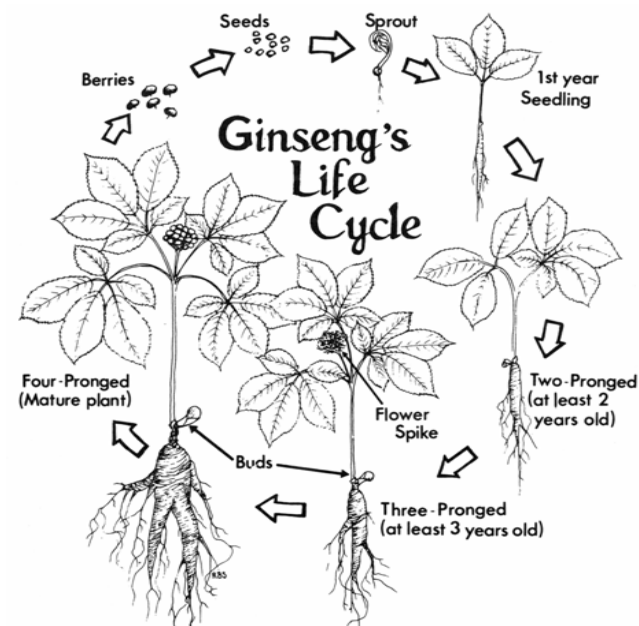 Ginseng's
Life
Cycle
Berries
Seeds
Sprout
1st year
Seedling
Two-Pronged
(at least 2
years old)
Three-Pronged
(at least 3 years old)
Flower
Spike
Buds
Four-Pronged
(Mature plant)